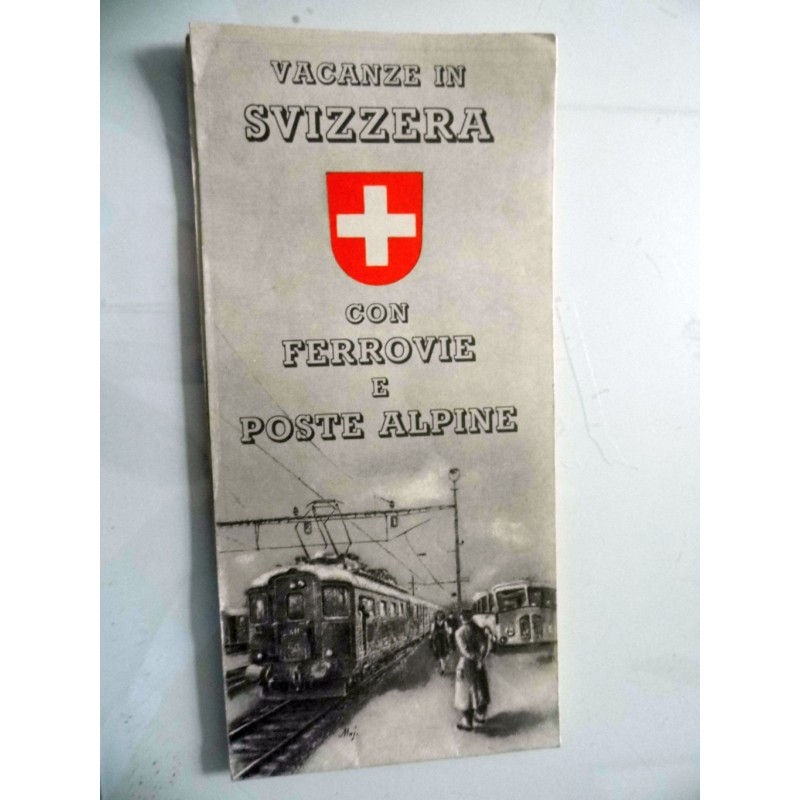 VACANZE IN
SVIZZERA
CON
FERROVIE
E
POSTE ALPINE